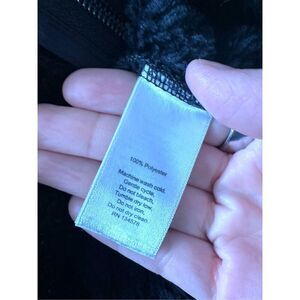 100% Polyester
Machine wash cold.
Gentle cycle.
Do not bleach.
Tumble dry low.
Do not iron.
Do not dry clean.
RN 134528